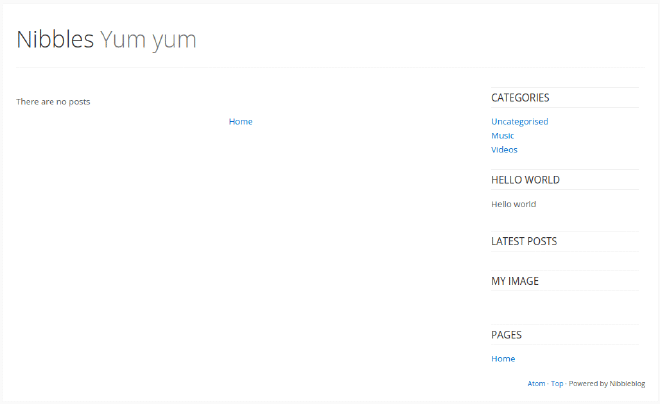 Nibbles Yum yum
There are no posts
Home
CATEGORIES
Uncategorised
Music
Videos
HELLO WORLD
Hello world
LATEST POSTS
MY IMAGE
PAGES
Home
Atom · Top · Powered by Nibbleblog